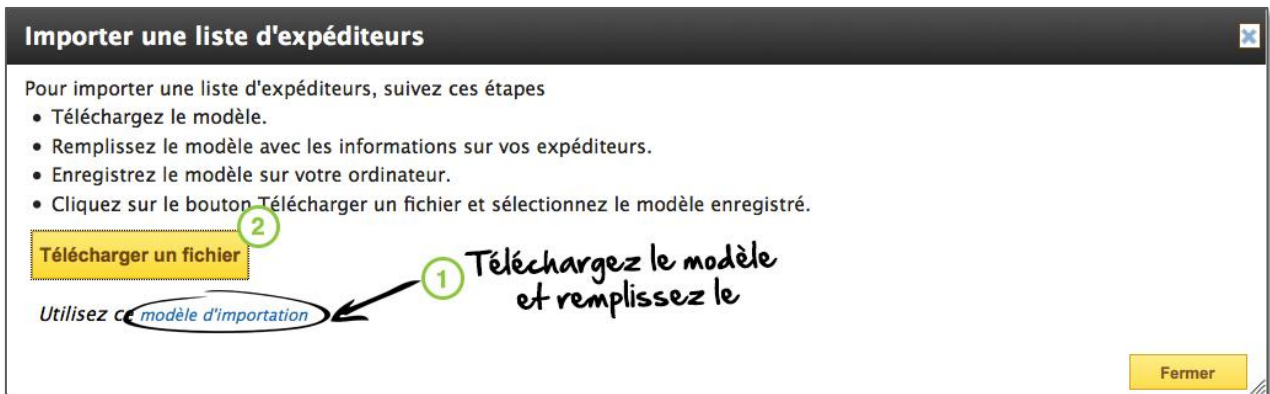 Importer une liste d'expéditeurs
Pour importer une liste d'expéditeurs, suivez ces étapes
• Téléchargez le modèle.
• Remplissez le modèle avec les informations sur vos expéditeurs.
• Enregistrez le modèle sur votre ordinateur.
• Cliquez sur le bouton Télécharger un fichier et sélectionnez le modèle enregistré.
2
Télécharger un fichier
1 Téléchargez le modèle
et remplissez le
Utilisez ce modèle d'importation
Fermer